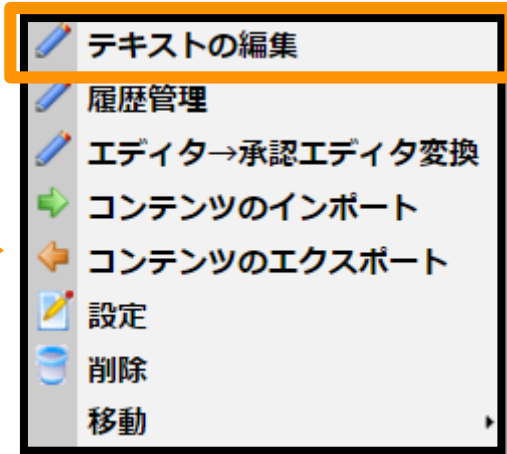 テキストの編集
履歴管理
エディタ→承認エディタ変換
コンテンツのインポート
コンテンツのエクスポート
設定
削除
移動